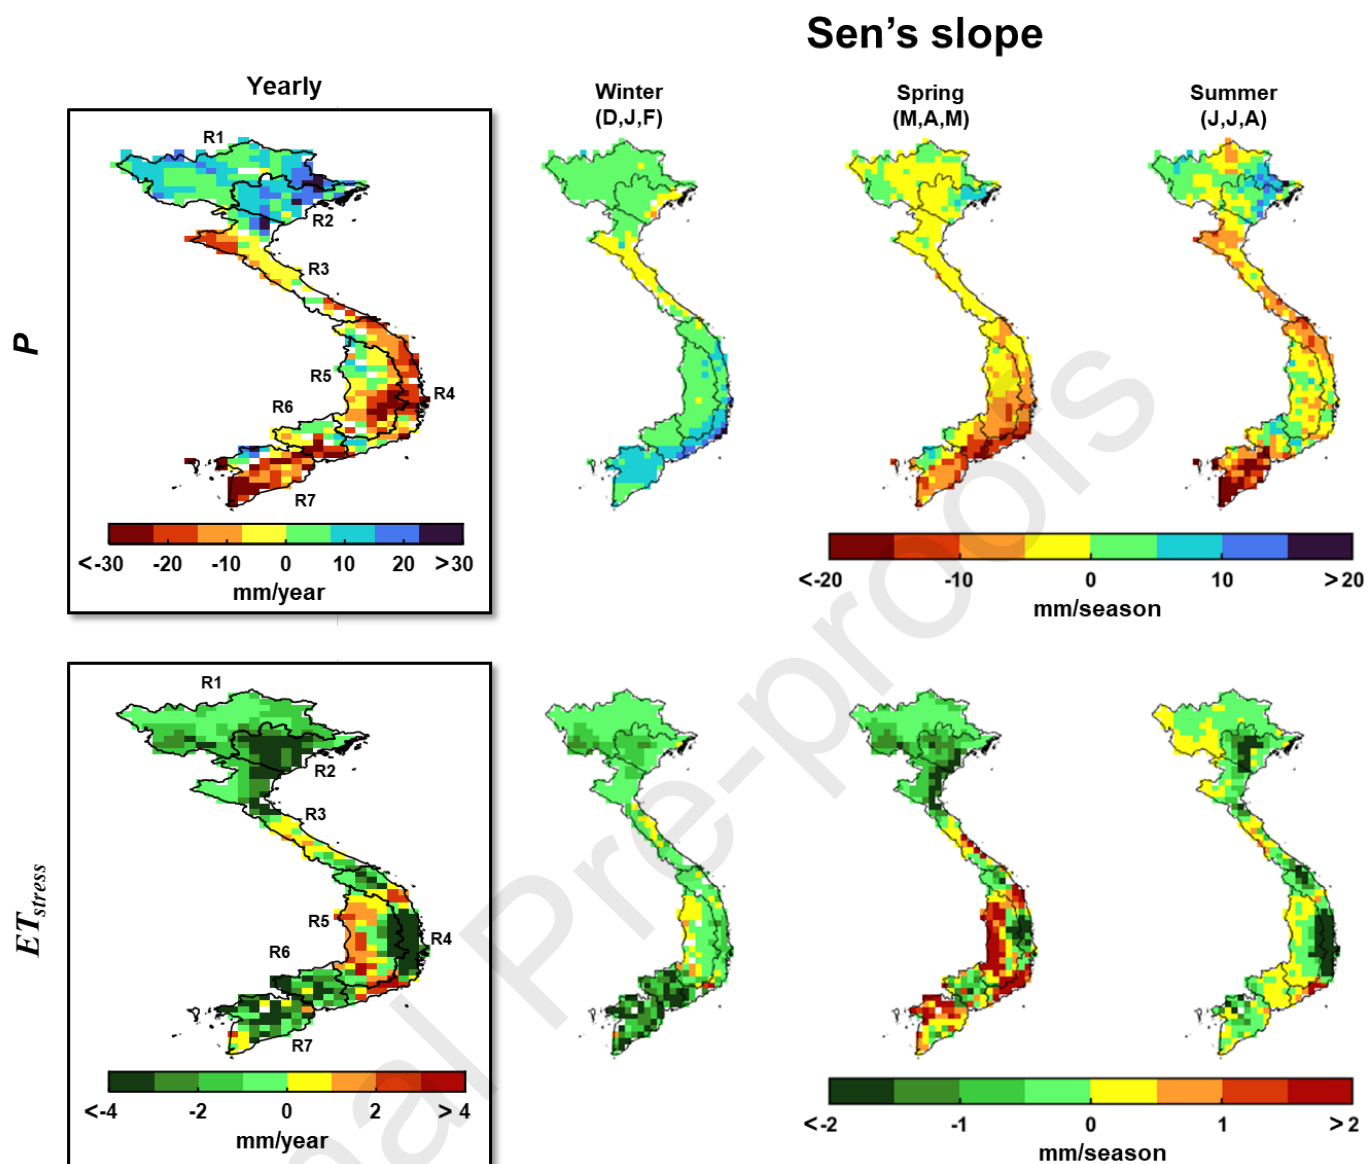 Sen's slope
Yearly
Winter
(D,J,F)
Spring
(M,A,M)
Summer
(J,J,A)
P
R1
R2
R3
R4
R5
R6
R7
<-30 -20 -10 0 10 20 >30
mm/year
<-20 -10 0 10 >20
mm/season
ETstress
R1
R2
R3
R4
R5
R6
R7
<-4 -2 0 2 >4
mm/year
<-2 -1 0 1 >2
mm/season
nal Pre-proofs